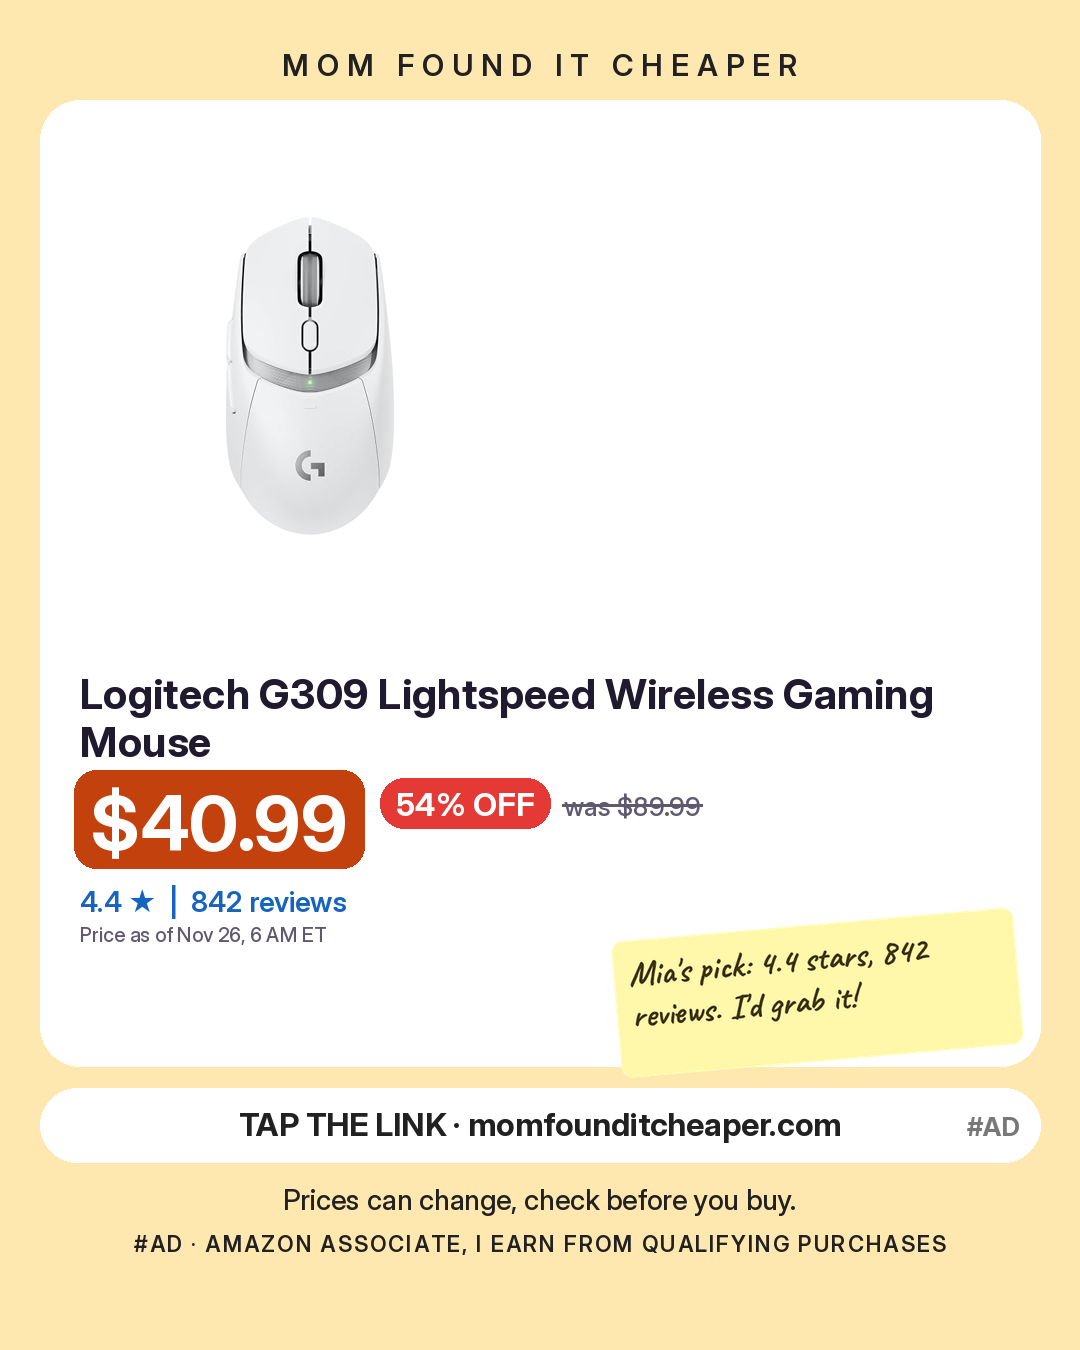 MOM FOUND IT CHEAPER
Logitech G309 Lightspeed Wireless Gaming
Mouse
$40.99
54% OFF
was $89.99
4.4 ★ | 842 reviews
Price as of Nov 26, 6 AM ET
Mia's pick: 4.4 stars, 842
reviews. I'd grab it!
TAP THE LINK · momfounditcheaper.com
#AD
Prices can change, check before you buy.
#AD · AMAZON ASSOCIATE, I EARN FROM QUALIFYING PURCHASES